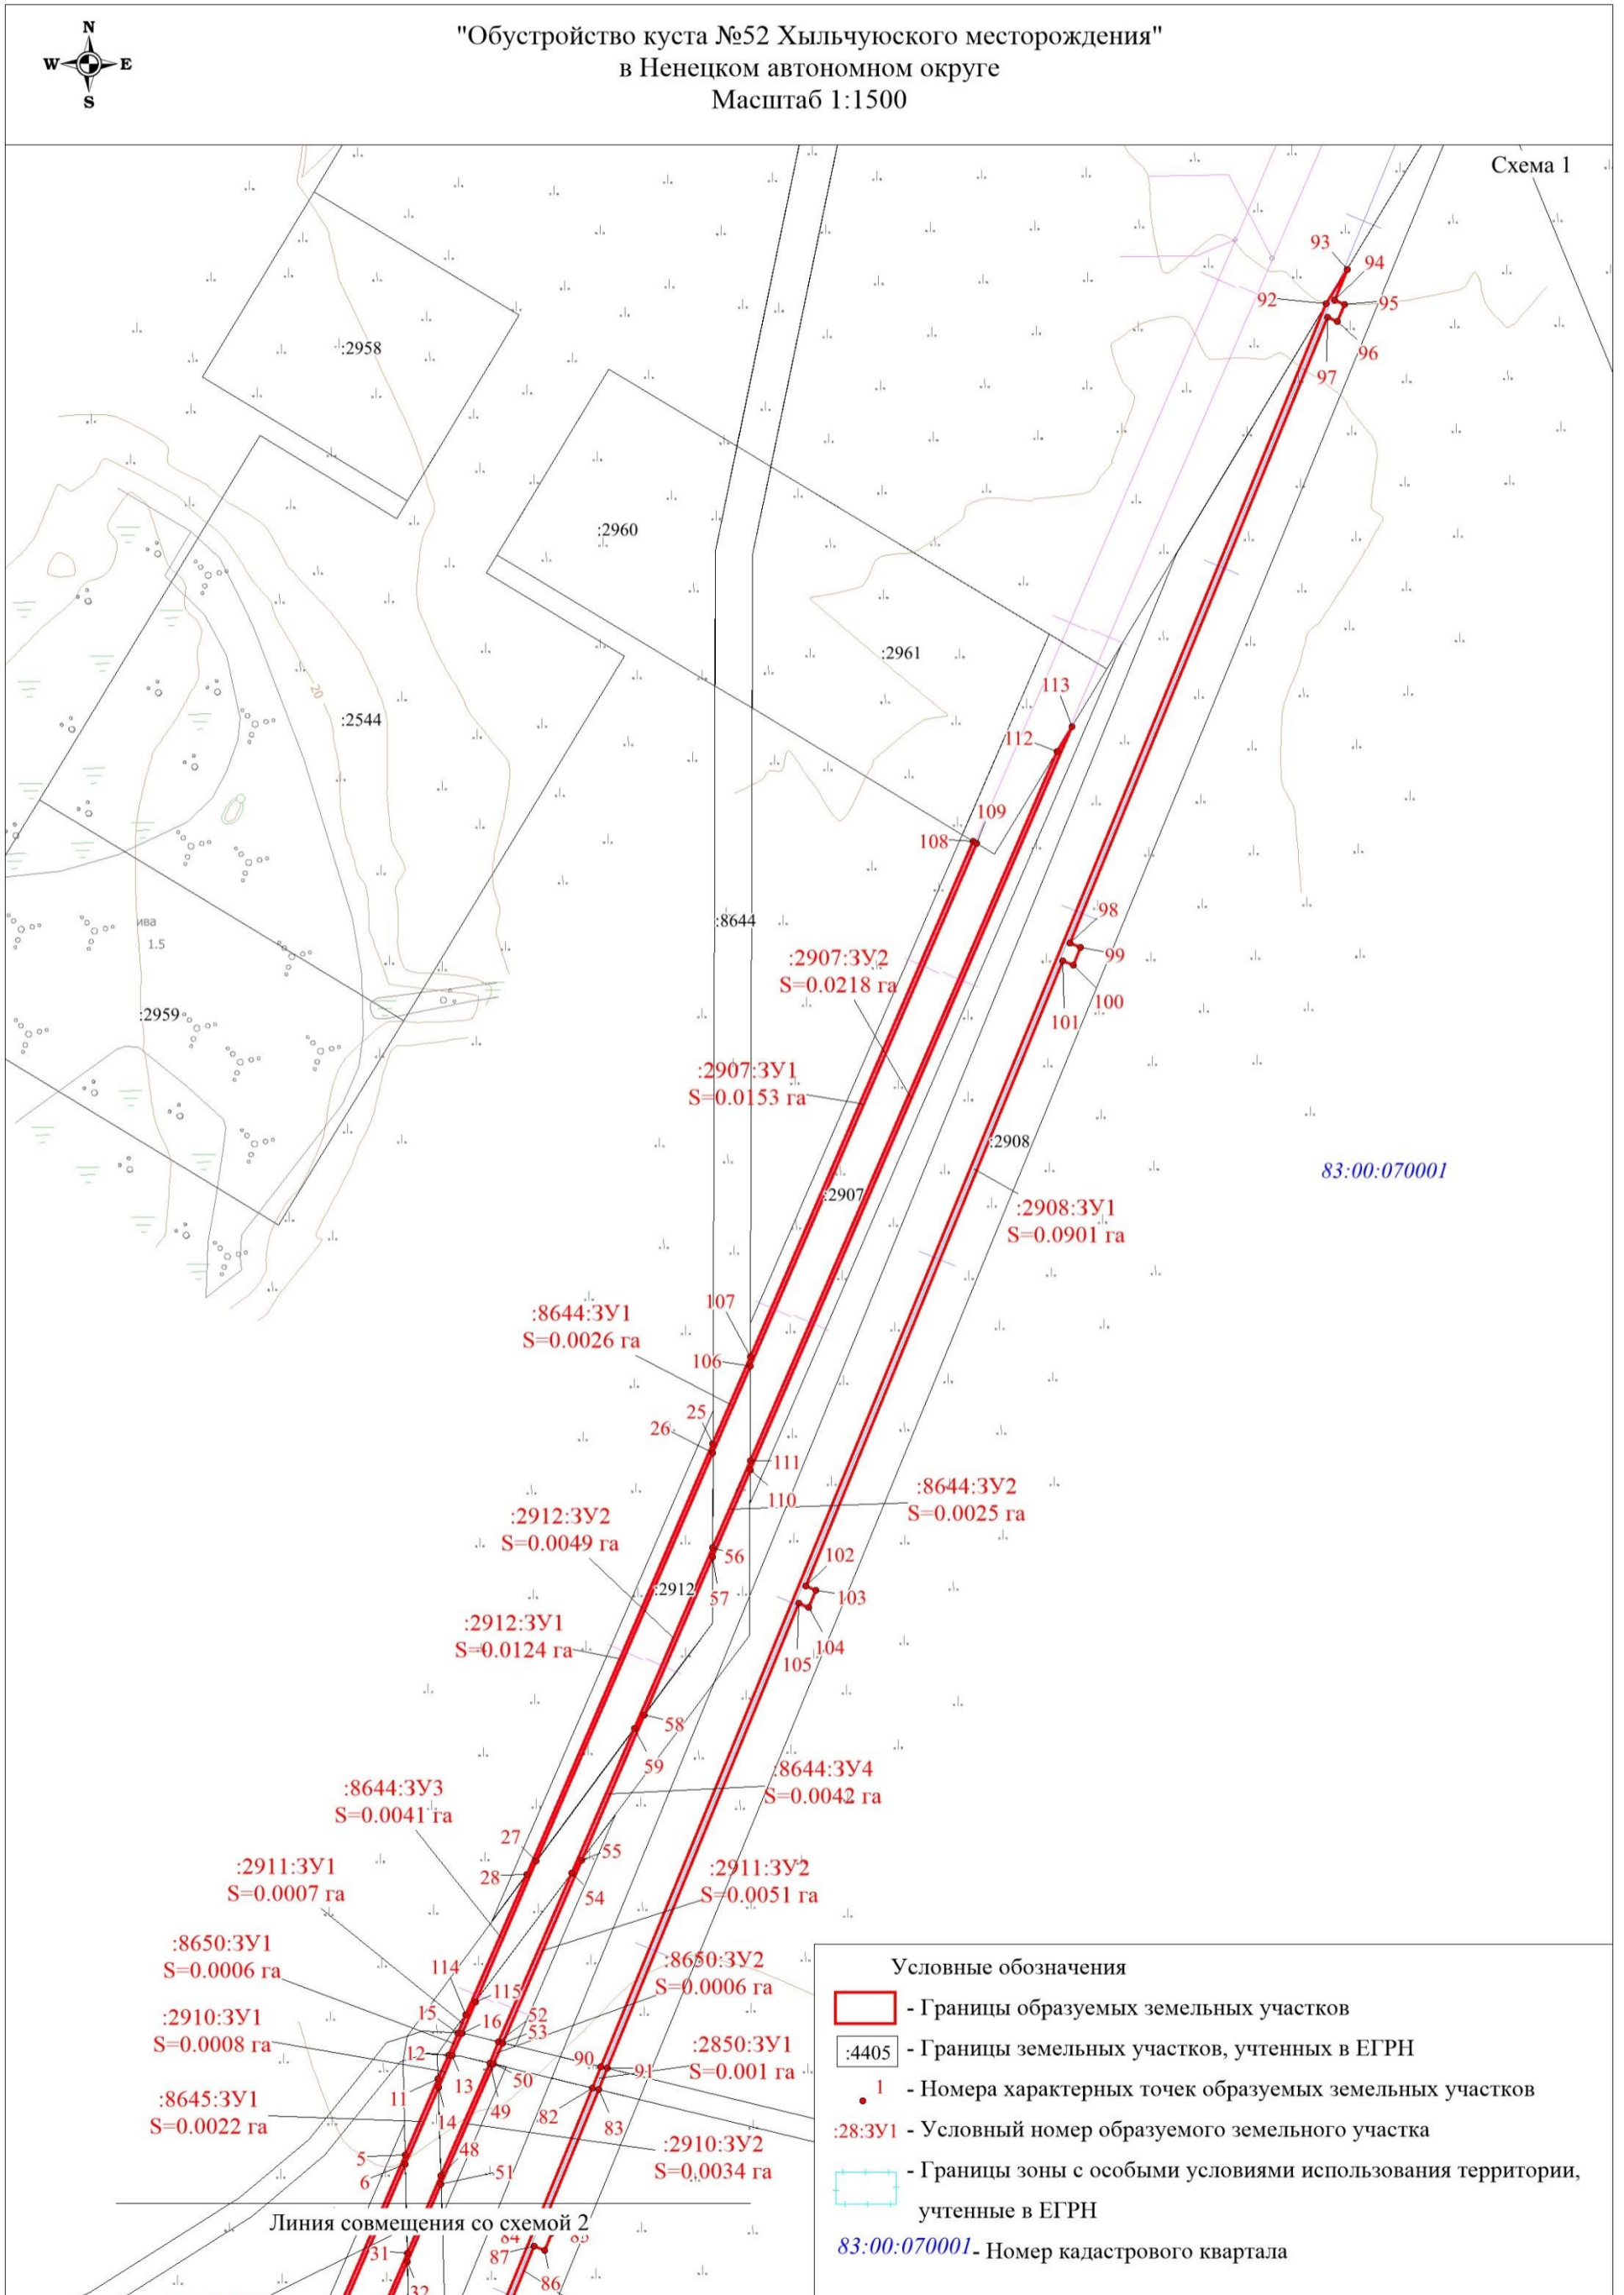 N
W E
S
"Обустройство куста №52 Хыльчуюского месторождения"
в Ненецком автономном округе
Масштаб 1:1500
Схема 1
93
94
92
95
96
97
:2958
:2960
:2961
20
:2544
113
112
109
108
98
99
100
101
:8644
ива
1.5
:2959
:2907:ЗУ2
S=0.0218 га
:2907:ЗУ1
S=0.0153 га
:2908
83:00:070001
:2907
:2908:ЗУ1
S=0.0901 га
107
:8644:ЗУ1
S=0.0026 га
106
25
26
111
110
:8644:ЗУ2
S=0.0025 га
:2912:ЗУ2
S=0.0049 га
56
57
102
103
:2912
104
105
:2912:ЗУ1
S=0.0124 га
58
59
:8644:ЗУ4
S=0.0042 га
:8644:ЗУ3
S=0.0041 га
27
28
55
54
:2911:ЗУ1
S=0.0007 га
:2911:ЗУ2
S=0.0051 га
:8650:ЗУ1
S=0.0006 га
114
115
:8650:ЗУ2
S=0.0006 га
15
16
52
53
:2910:ЗУ1
S=0.0008 га
12
13
11
14
50
49
90
91
:2850:ЗУ1
S=0.001 га
82
83
:8645:ЗУ1
S=0.0022 га
5
6
48
51
:2910:ЗУ2
S=0.0034 га
Линия совмещения со схемой 2
31
32
84
85
87
86
Условные обозначения
- Границы образуемых земельных участков
:4405 - Границы земельных участков, учтенных в ЕГРН
1 - Номера характерных точек образуемых земельных участков
:28:ЗУ1 - Условный номер образуемого земельного участка
- Границы зоны с особыми условиями использования территории,
учтенные в ЕГРН
83:00:070001 - Номер кадастрового квартала